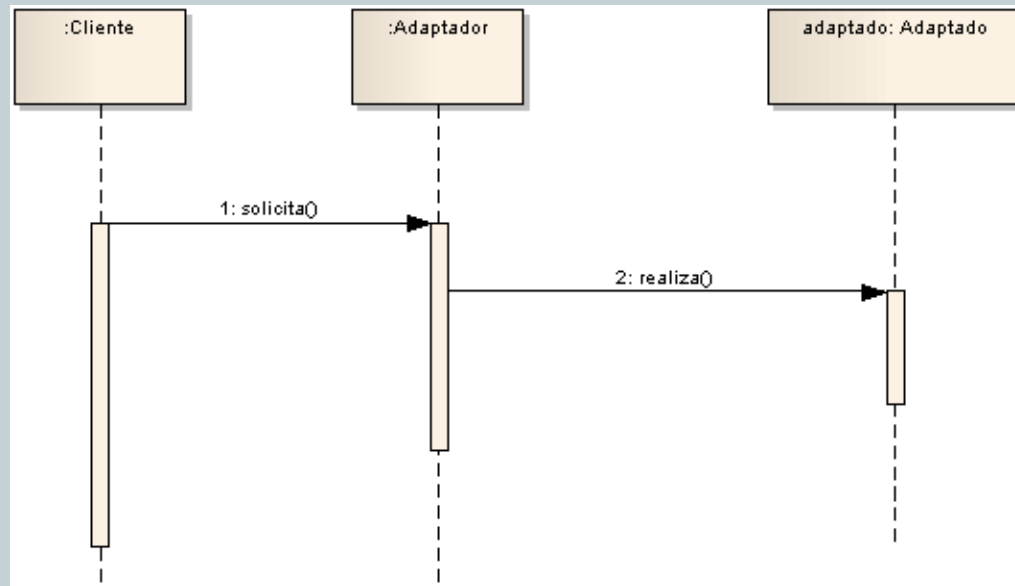 :Cliente
:Adaptador
adaptado: Adaptado
1: solicita()
2: realiza()